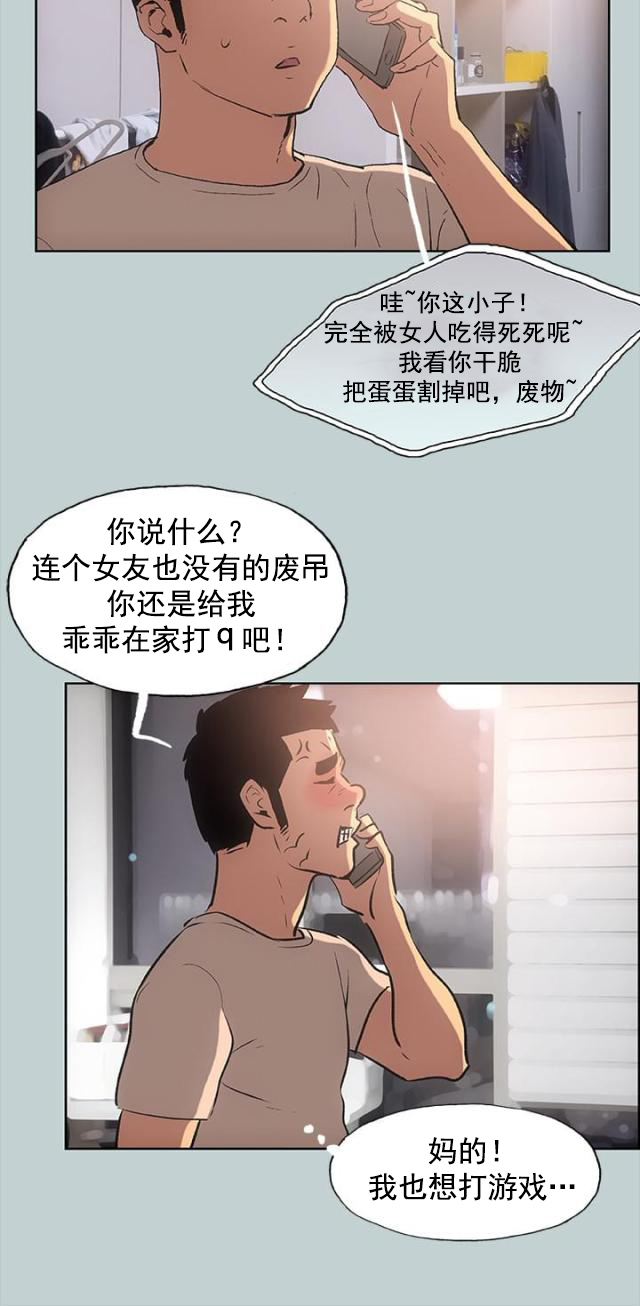 哇~你这小子!
完全被女人吃得死死呢~
我看你干脆
把蛋蛋割掉吧，废物~
你说什么?
连个女友也没有的废吊
你还是给我
乖乖在家打q吧!
妈的!
我也想打游戏…